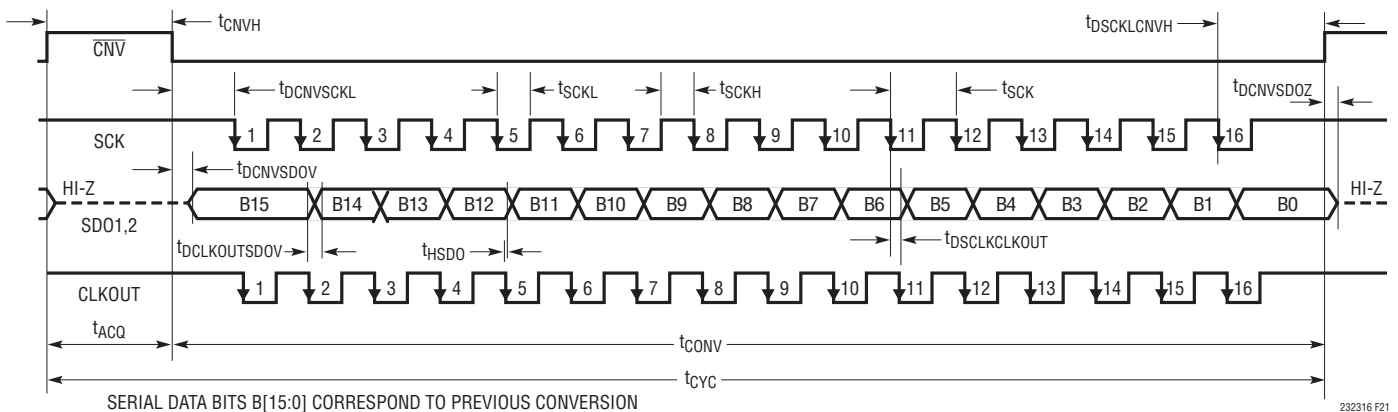 tCNVH
tDSCKLCNVH
CNV
tDCNVSCKL
tSCKL
tSCKH
tSCK
tDCNVSDOZ
SCK
1 2 3 4 5 6 7 8 9 10 11 12 13 14 15 16
tDCNVSDOV
HI-Z
B15 B14 B13 B12 B11 B10 B9 B8 B7 B6 B5 B4 B3 B2 B1 B0
HI-Z
SDO1,2
tDCLKOUTSDOV
tHSDO
tDSCLKCLKOUT
CLKOUT
1 2 3 4 5 6 7 8 9 10 11 12 13 14 15 16
tACQ
tCONV
tCYC
SERIAL DATA BITS B[15:0] CORRESPOND TO PREVIOUS CONVERSION
232316 F21